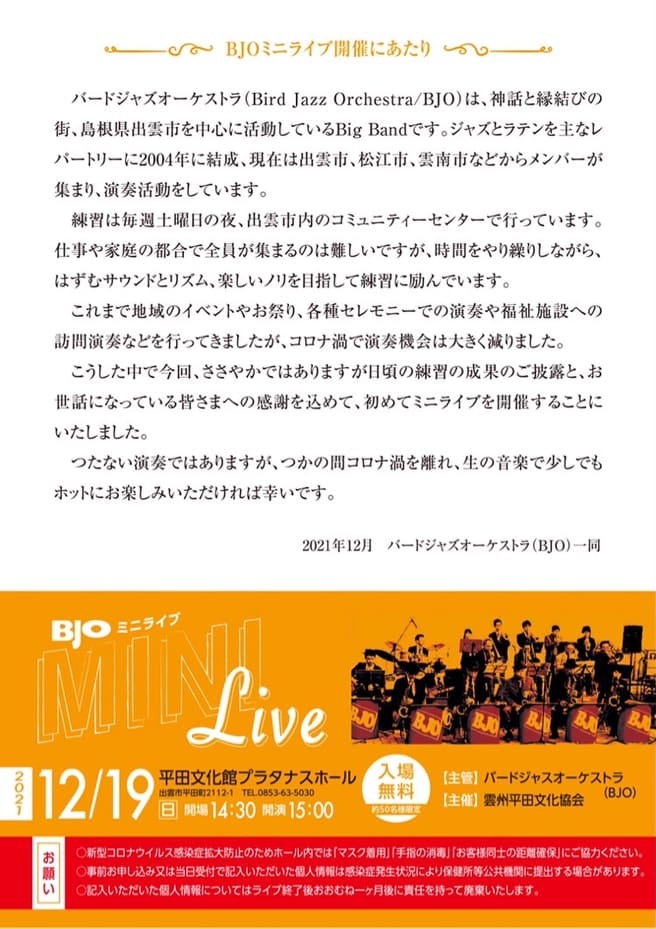 BJOミニライブ開催にあたり
バードジャズオーケストラ(Bird Jazz Orchestra/BJO)は、神話と縁結びの
街、島根県出雲市を中心に活動しているBig Bandです。ジャズとラテンを主なレ
パートリーに2004年に結成、現在は出雲市、松江市、雲南市などからメンバーが
集まり、演奏活動をしています。
練習は毎週土曜日の夜、出雲市内のコミュニティーセンターで行っています。
仕事や家庭の都合で全員が集まるのは難しいですが、時間をやり繰りしながら、
はずむサウンドとリズム、楽しいノリを目指して練習に励んでいます。
これまで地域のイベントやお祭り、各種セレモニーでの演奏や福祉施設への
訪問演奏などを行ってきましたが、コロナ渦で演奏機会は大きく減りました。
こうした中で今回、ささやかではありますが日頃の練習の成果のご披露と、お
世話になっている皆さまへの感謝を込めて、初めてミニライブを開催することに
いたしました。
つたない演奏ではありますが、つかの間コロナ渦を離れ、生の音楽で少しでも
ホットにお楽しみいただければ幸いです。
2021年12月 バードジャズオーケストラ(BJO)一同
BJO ミニライブ
MINI
Live
BJO BJO BJO BJO BJO
2021
12/19
平田文化館プラタナスホール
出雲市平田町2112-1 TEL.0853-63-5030
日 開場14:30 開演15:00
入場
無料
約50名様限定
【主管】バードジャスオーケストラ
(BJO)
【主催】雲州平田文化協会
お願い
○新型コロナウイルス感染症拡大防止のためホール内では「マスク着用」「手指の消毒」「お客様同士の距離確保」にご協力ください。
○事前お申し込み又は当日受付で記入いただいた個人情報は感染症発生状況により保健所等公共機関に提出する場合があります。
○記入いただいた個人情報についてはライブ終了後おおむね一ヶ月後に責任を持って廃棄いたします。